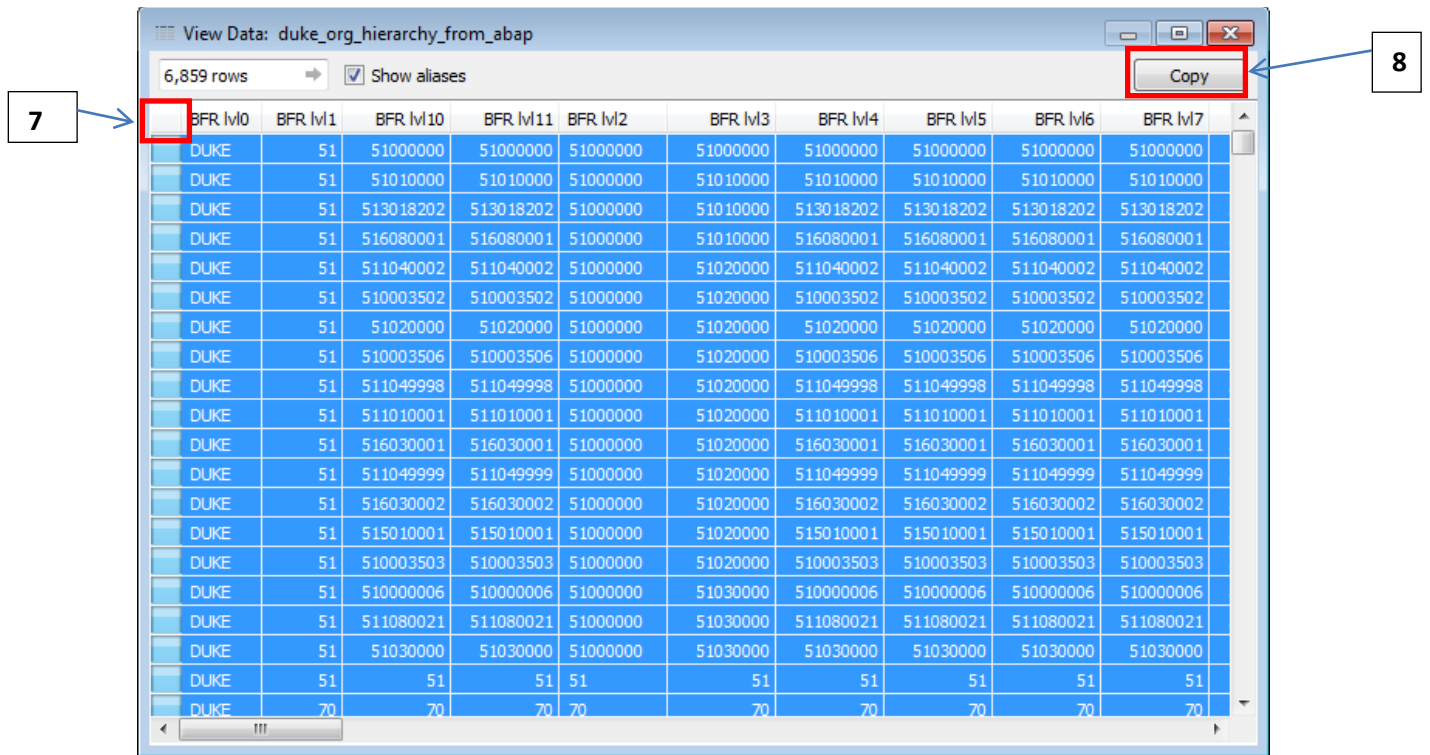 View Data: duke_org_hierarchy_from_abap
6,859 rows Show aliases Copy
8
7
BFR lvl0 BFR lvl1 BFR lvl10 BFR lvl11 BFR lvl2 BFR lvl3 BFR lvl4 BFR lvl5 BFR lvl6 BFR lvl7
DUKE 51 51000000 51000000 51000000 51000000 51000000 51000000 51000000 51000000
DUKE 51 51010000 51010000 51000000 51010000 51010000 51010000 51010000 51010000
DUKE 51 513018202 513018202 51000000 51010000 513018202 513018202 513018202 513018202
DUKE 51 516080001 516080001 51000000 51010000 516080001 516080001 516080001 516080001
DUKE 51 511040002 511040002 51000000 51020000 511040002 511040002 511040002 511040002
DUKE 51 510003502 510003502 51000000 51020000 510003502 510003502 510003502 510003502
DUKE 51 51020000 51020000 51000000 51020000 51020000 51020000 51020000 51020000
DUKE 51 510003506 510003506 51000000 51020000 510003506 510003506 510003506 510003506
DUKE 51 511049998 511049998 51000000 51020000 511049998 511049998 511049998 511049998
DUKE 51 511010001 511010001 51000000 51020000 511010001 511010001 511010001 511010001
DUKE 51 516030001 516030001 51000000 51020000 516030001 516030001 516030001 516030001
DUKE 51 511049999 511049999 51000000 51020000 511049999 511049999 511049999 511049999
DUKE 51 516030002 516030002 51000000 51020000 516030002 516030002 516030002 516030002
DUKE 51 515010001 515010001 51000000 51020000 515010001 515010001 515010001 515010001
DUKE 51 510003503 510003503 51000000 51020000 510003503 510003503 510003503 510003503
DUKE 51 510000006 510000006 51000000 51030000 510000006 510000006 510000006 510000006
DUKE 51 511080021 511080021 51000000 51030000 511080021 511080021 511080021 511080021
DUKE 51 51030000 51030000 51000000 51030000 51030000 51030000 51030000 51030000
DUKE 51 51 51 51 51 51 51 51 51
DUKE 70 70 70 70 70 70 70 70 70